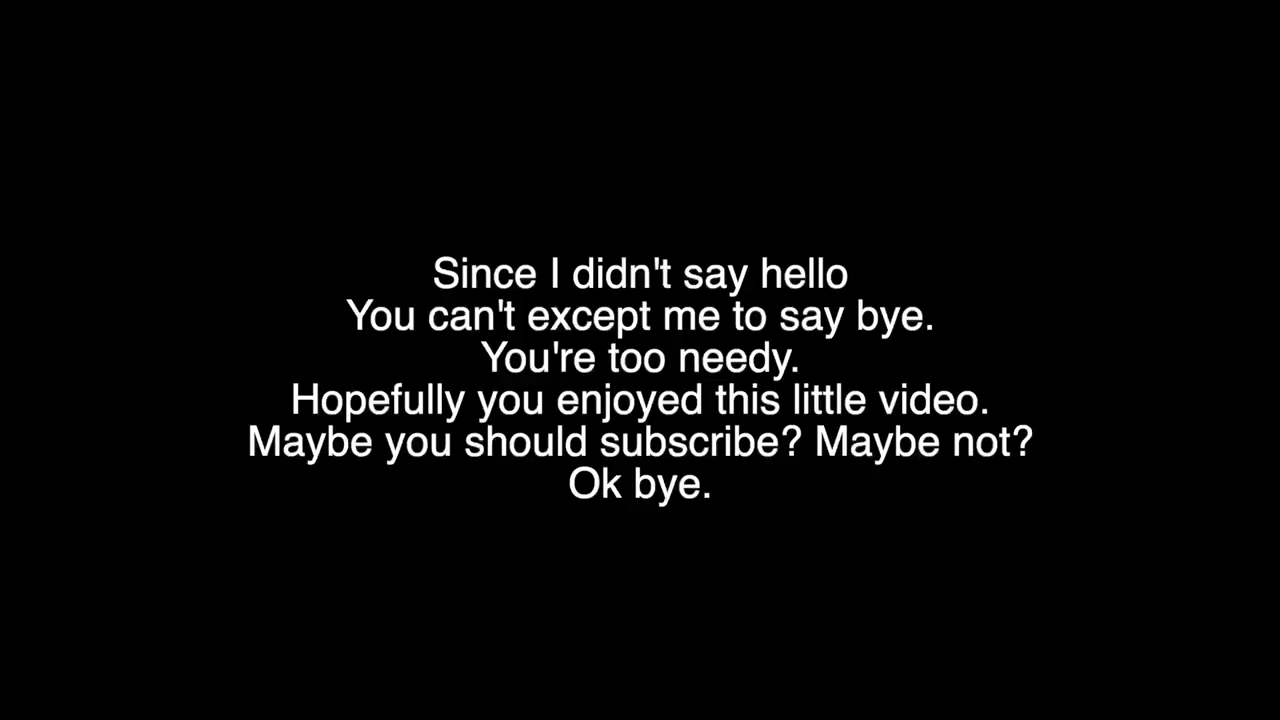 Since I didn't say hello
You can't except me to say bye.
You're too needy.
Hopefully you enjoyed this little video.
Maybe you should subscribe? Maybe not?
Ok bye.